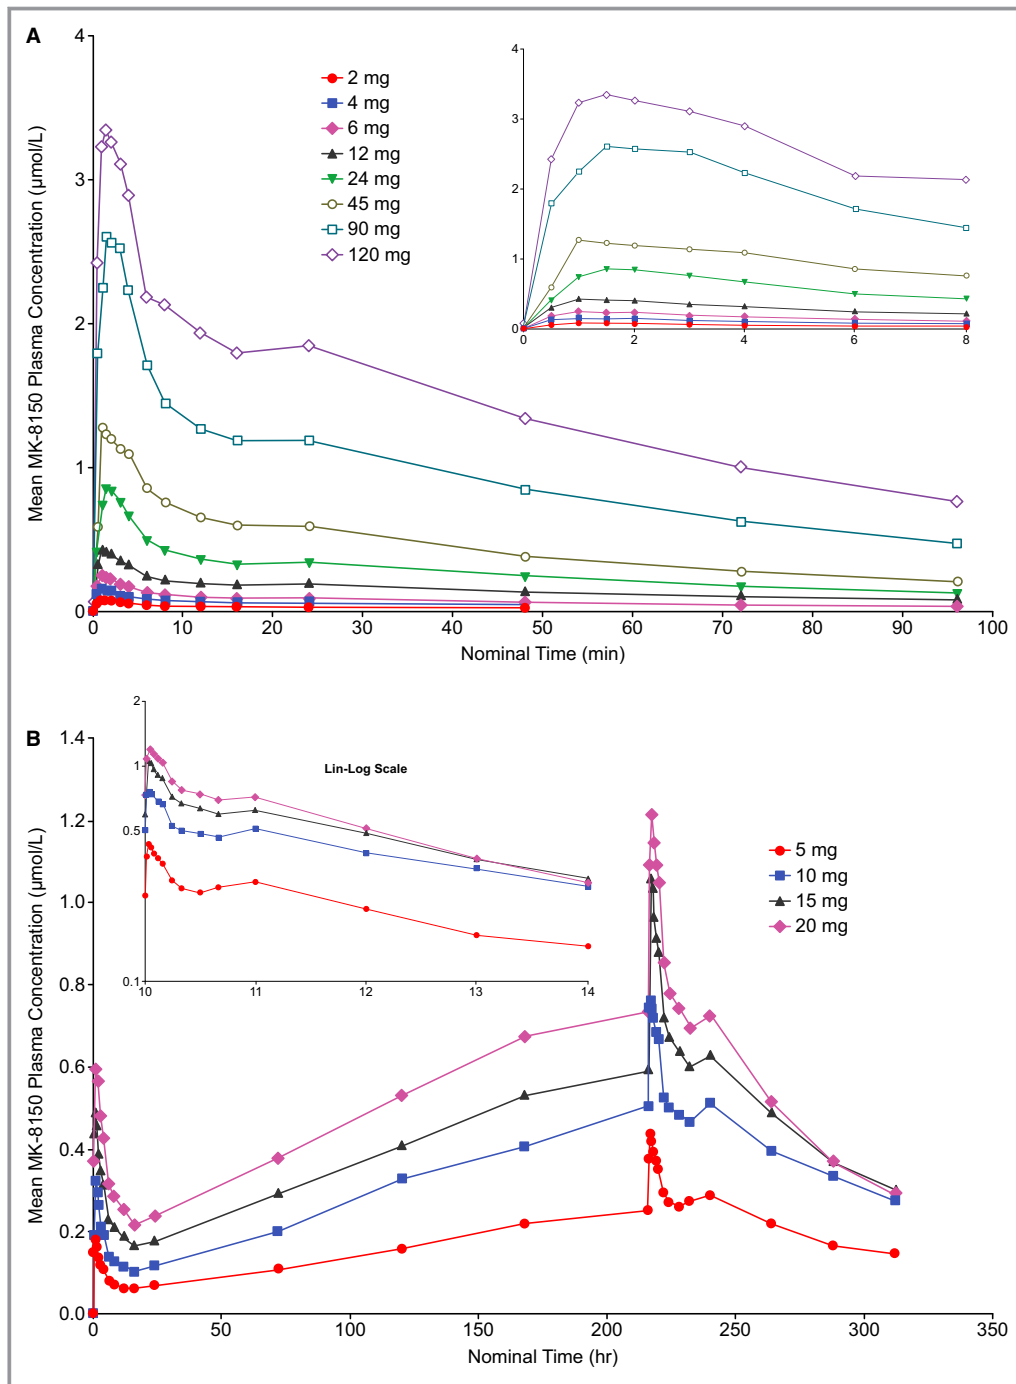 A
Mean MK-8150 Plasma Concentration (µmol/L)
4
3
2
1
0
0 10 20 30 40 50 60 70 80 90 100
Nominal Time (min)
2 mg
4 mg
6 mg
12 mg
24 mg
45 mg
90 mg
120 mg
4
3
2
1
0
0 2 4 6 8
B
Mean MK-8150 Plasma Concentration (µmol/L)
1.4
1.2
1.0
0.8
0.6
0.4
0.2
0.0
0 50 100 150 200 250 300 350
Nominal Time (hr)
2
1
0.5
0.1
10 11 12 13 14
Lin-Log Scale
5 mg
10 mg
15 mg
20 mg